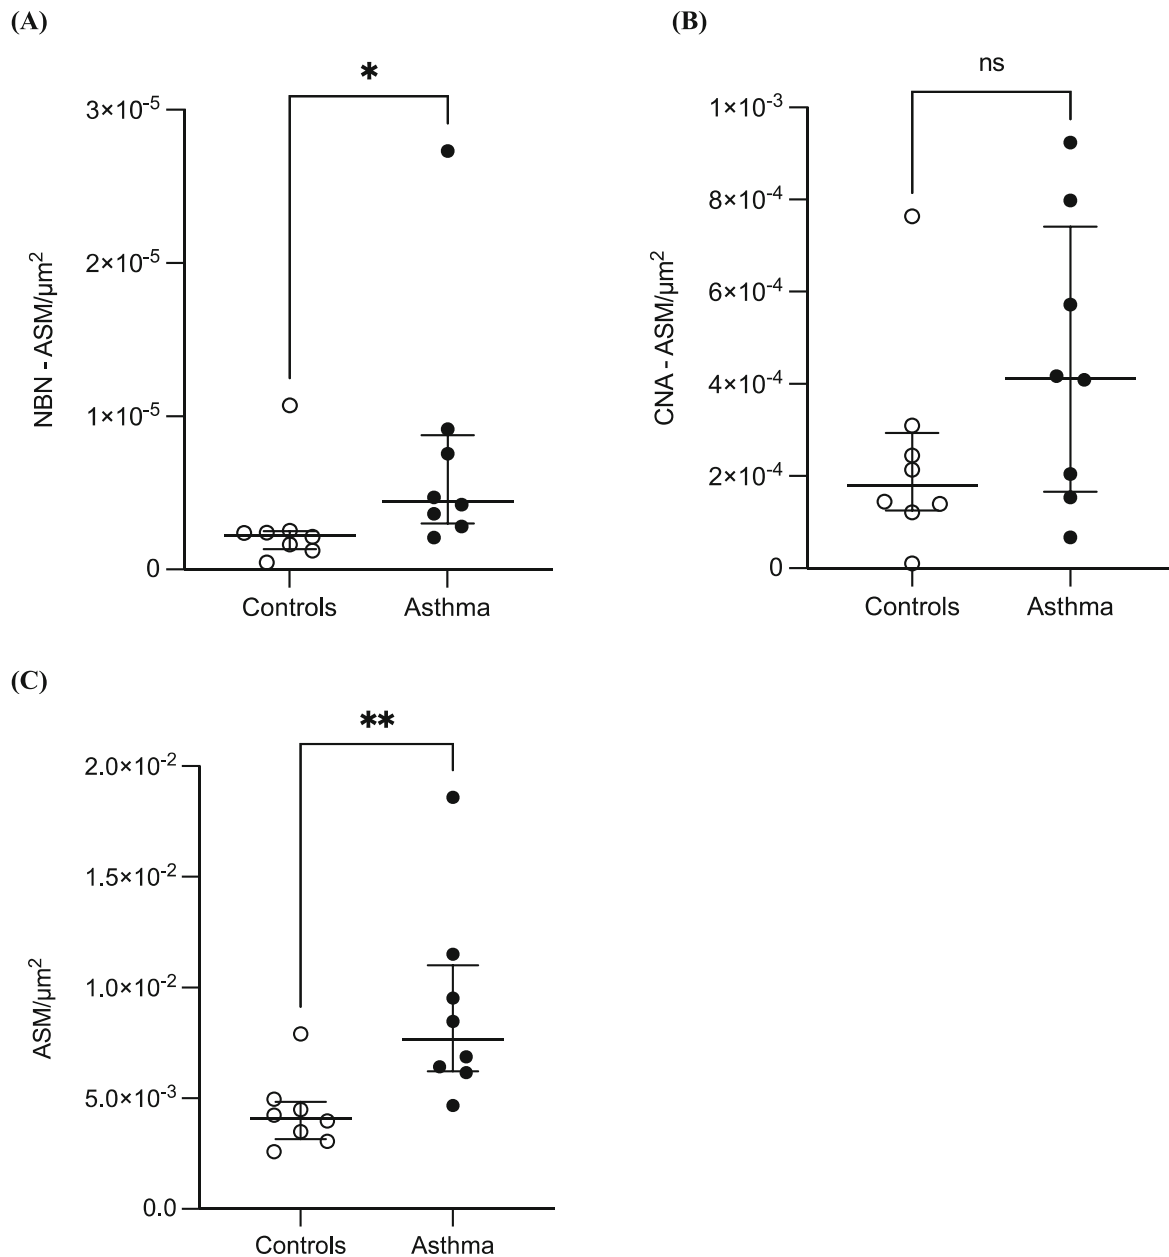 (A)
*
3×10⁻⁵
2×10⁻⁵
1×10⁻⁵
0
NBN - ASM/µm²
Controls Asthma
(B)
ns
1×10⁻³
8×10⁻⁴
6×10⁻⁴
4×10⁻⁴
2×10⁻⁴
0
CNA - ASM/µm²
Controls Asthma
(C)
**
2.0×10⁻²
1.5×10⁻²
1.0×10⁻²
5.0×10⁻³
0.0
ASM/µm²
Controls Asthma